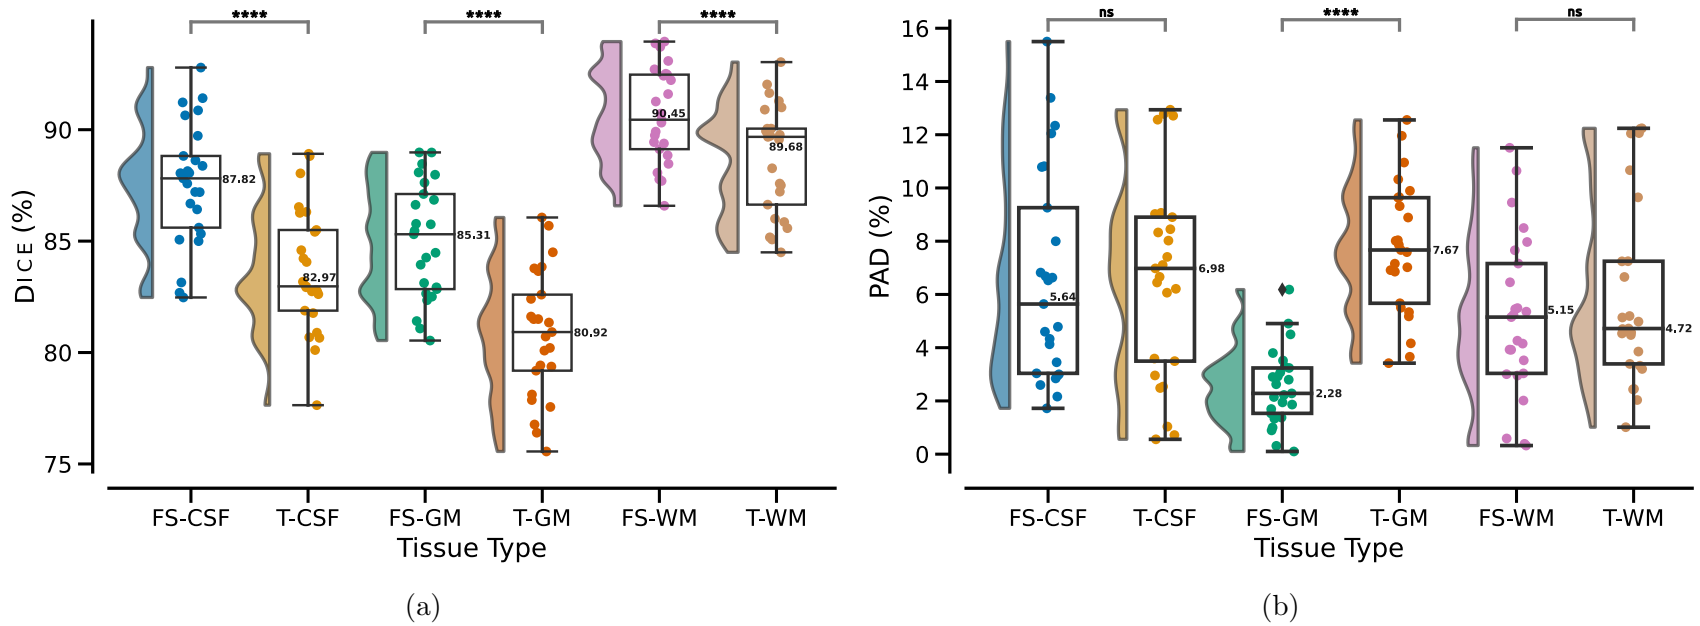 **** **** ****
90
85
80
75
DICE (%)
87.82
82.97
85.31
80.92
90.45
89.68
FS-CSF T-CSF FS-GM T-GM FS-WM T-WM
Tissue Type
(a)
ns **** ns
16
14
12
10
8
6
4
2
0
PAD (%)
5.64
6.98
2.28
7.67
5.15
4.72
FS-CSF T-CSF FS-GM T-GM FS-WM T-WM
Tissue Type
(b)